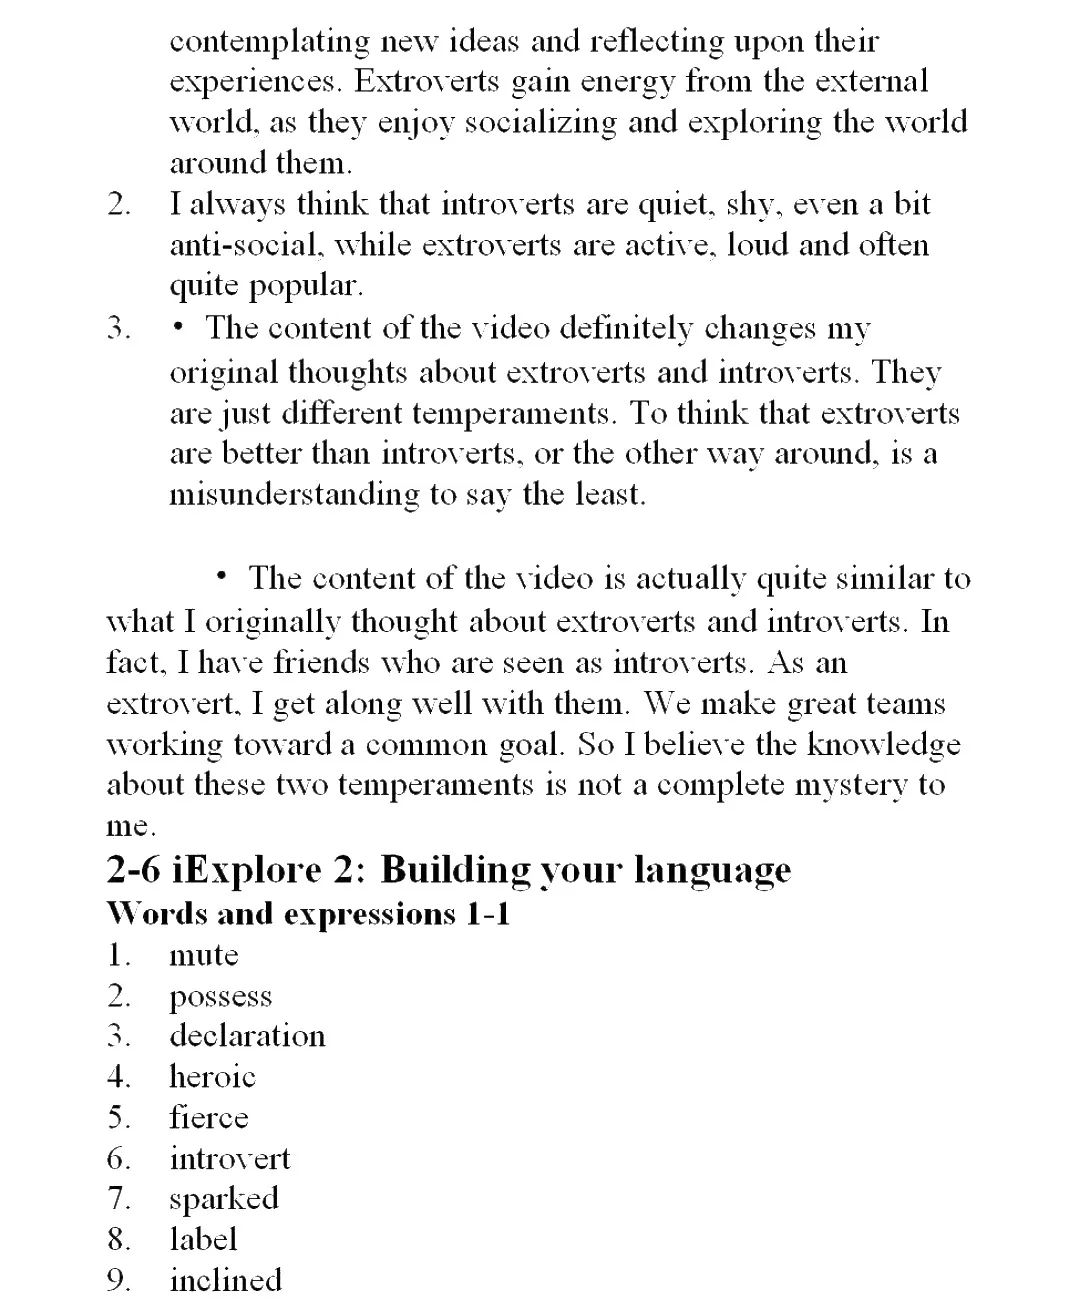 contemplating new ideas and reflecting upon their
experiences. Extroverts gain energy from the external
world, as they enjoy socializing and exploring the world
around them.
2. I always think that introverts are quiet, shy, even a bit
anti-social, while extroverts are active, loud and often
quite popular.
3. • The content of the video definitely changes my
original thoughts about extroverts and introverts. They
are just different temperaments. To think that extroverts
are better than introverts, or the other way around, is a
misunderstanding to say the least.
• The content of the video is actually quite similar to
what I originally thought about extroverts and introverts. In
fact, I have friends who are seen as introverts. As an
extrovert, I get along well with them. We make great teams
working toward a common goal. So I believe the knowledge
about these two temperaments is not a complete mystery to
me.
2-6 iExplore 2: Building your language
Words and expressions 1-1
1. mute
2. possess
3. declaration
4. heroic
5. fierce
6. introvert
7. sparked
8. label
9. inclined